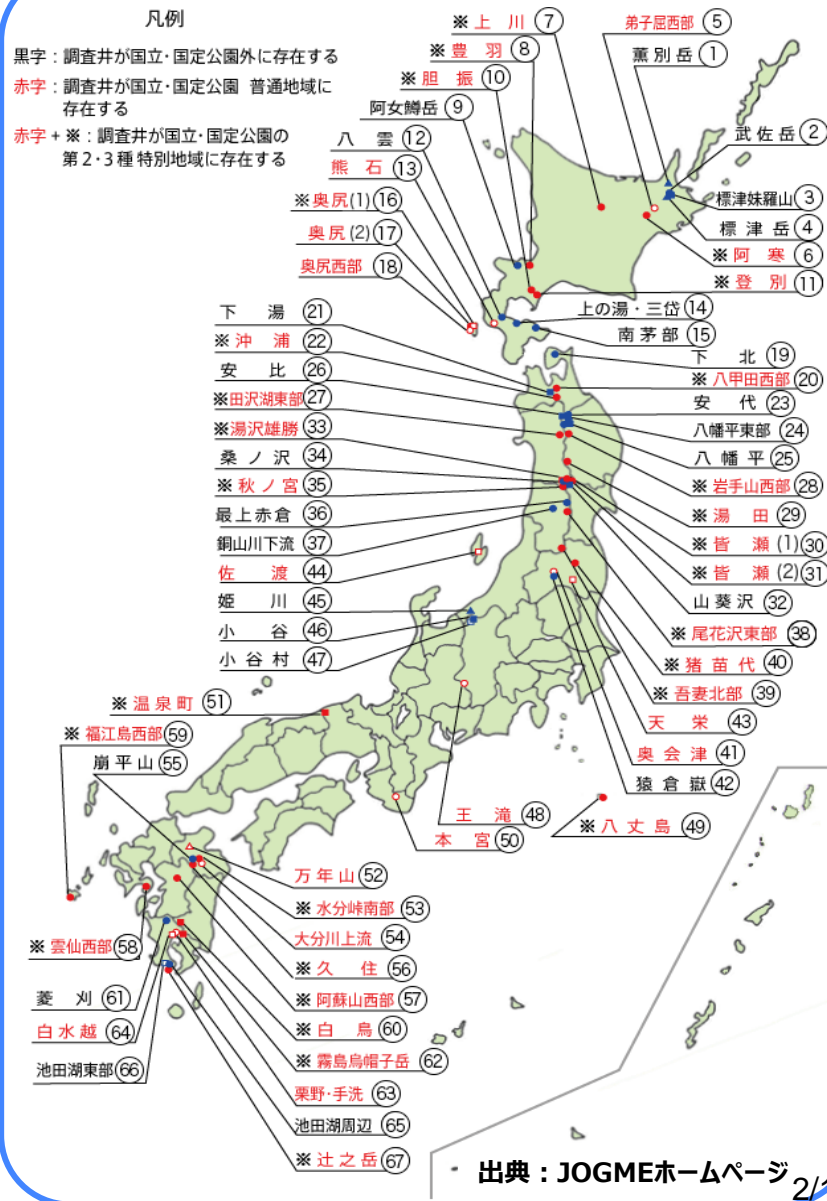 凡例
黒字：調査井が国立・国定公園外に存在する
赤字：調査井が国立・国定公園 普通地域に
存在する
赤字＋※：調査井が国立・国定公園の
第2・3種特別地域に存在する
※上川 ⑦
※豊羽 ⑧
※胆振 ⑩
阿女鱒岳 ⑨
八雲 ⑫
熊石 ⑬
※奥尻(1) ⑯
奥尻(2) ⑰
奥尻西部 ⑱
弟子屈西部 ⑤
薫別岳 ①
武佐岳 ②
標津妹羅山 ③
標津岳 ④
※阿寒 ⑥
※登別 ⑪
上の湯・三岱 ⑭
南茅部 ⑮
下湯 ㉑
※沖浦 ㉒
安比 ㉖
※田沢湖東部 ㉗
※湯沢雄勝 ㉝
桑ノ沢 ㉞
※秋ノ宮 ㉟
最上赤倉 ㊱
銅山川下流 ㊲
佐渡 ㊹
姫川 ㊺
小谷 ㊻
小谷村 ㊼
下北 ⑲
※八甲田西部 ⑳
安代 ㉓
八幡平東部 ㉔
八幡平 ㉕
※岩手山西部 ㉘
※湯田 ㉙
※皆瀬(1) ㉚
※皆瀬(2) ㉛
山葵沢 ㉜
※尾花沢東部 ㊳
※猪苗代 ㊵
※吾妻北部 ㊴
天栄 ㊸
奥会津 ㊶
猿倉嶽 ㊷
※温泉町 51
※福江島西部 59
崩平山 55
王滝 ㊽
本宮 ㊿
※八丈島 ㊾
万年山 52
※水分峠南部 53
大分川上流 54
※久住 56
※阿蘇山西部 57
※白鳥 60
※霧島烏帽子岳 62
栗野・手洗 63
池田湖周辺 65
※辻之岳 67
※雲仙西部 58
菱刈 61
白水越 64
池田湖東部 66
出典：JOGMEホームページ